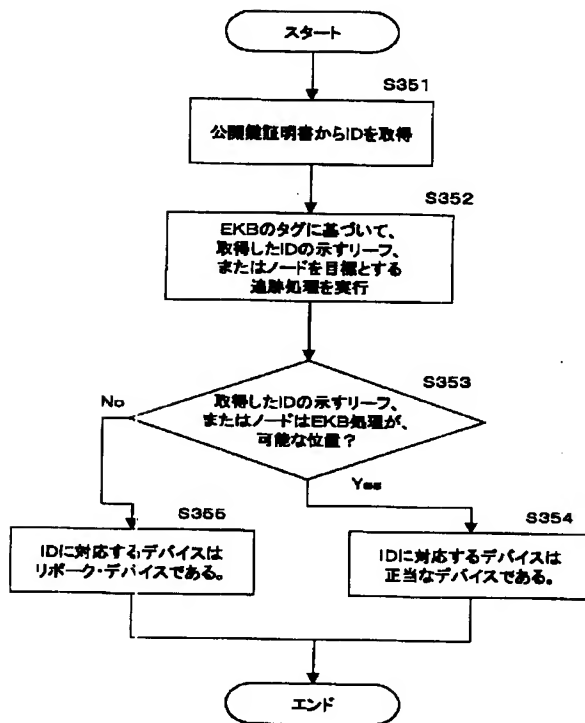 スタート
S351
公開鍵証明書からIDを取得
S352
EKBのタグに基づいて、
取得したIDの示すリーフ、
またはノードを目標とする
追跡処理を実行
S353
取得したIDの示すリーフ、
またはノードはEKB処理が、
可能な位置?
No
Yes
S355
IDに対応するデバイスは
リボーク・デバイスである。
S354
IDに対応するデバイスは
正当なデバイスである。
エンド